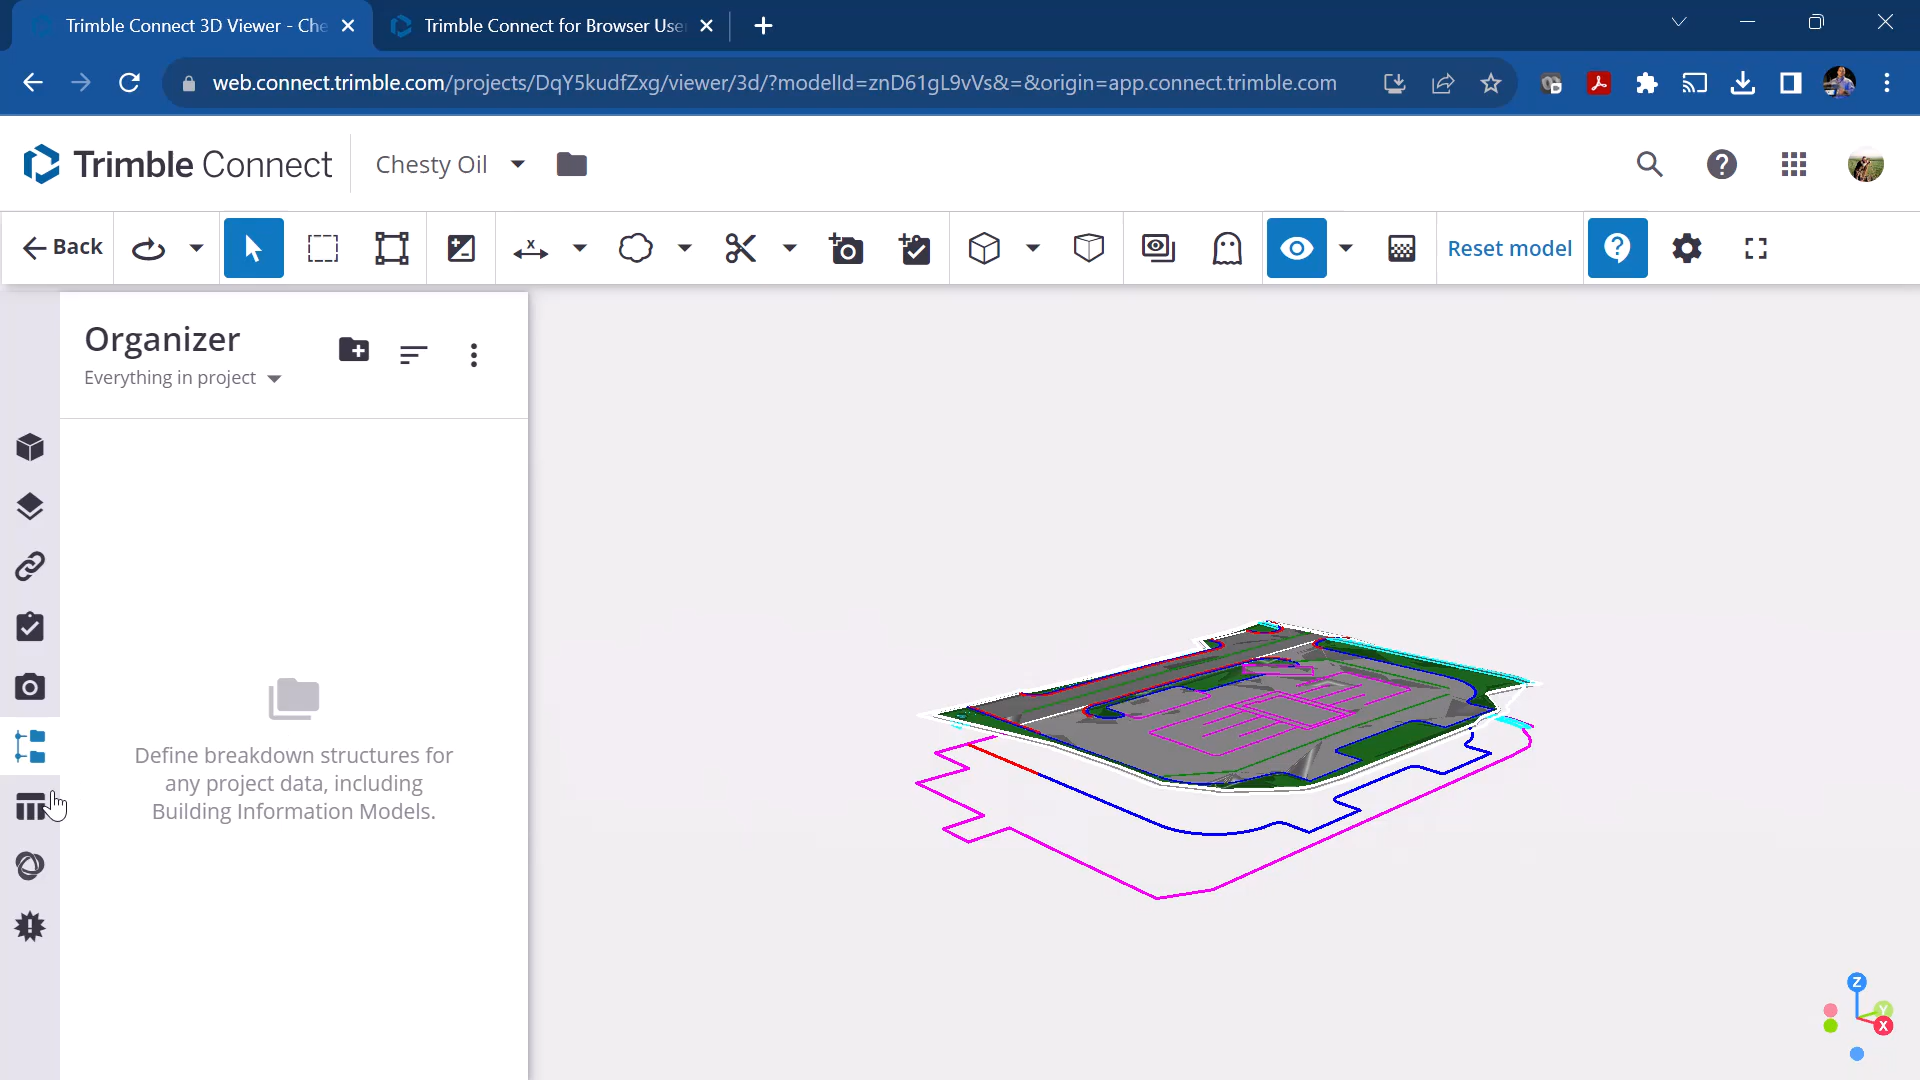 Trimble Connect 3D Viewer - Che
Trimble Connect for Browser Use
web.connect.trimble.com/projects/DqY5kudfZxg/viewer/3d/?modelId=znD61gL9vVs&=&origin=app.connect.trimble.com
Trimble Connect
Chesty Oil
Back
x
Reset model
Organizer
Everything in project
Define breakdown structures for
any project data, including
Building Information Models.
Z
Y
X